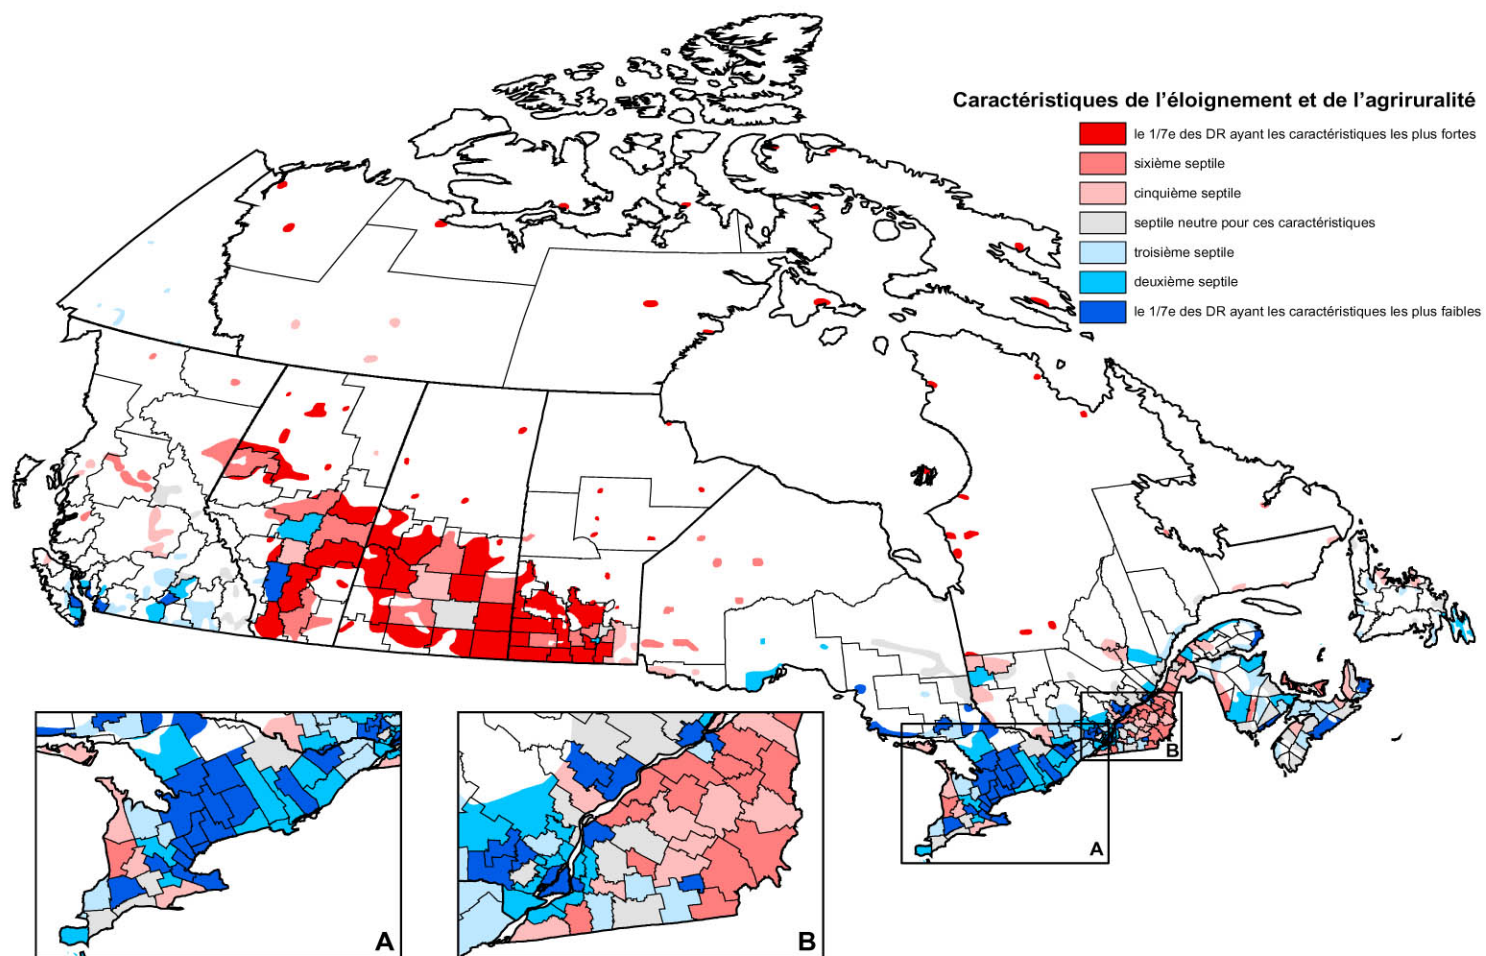 Caractéristiques de l'éloignement et de l'agriruralité
le 1/7e des DR ayant les caractéristiques les plus fortes
sixième septile
cinquième septile
septile neutre pour ces caractéristiques
troisième septile
deuxième septile
le 1/7e des DR ayant les caractéristiques les plus faibles
B
A
A
B